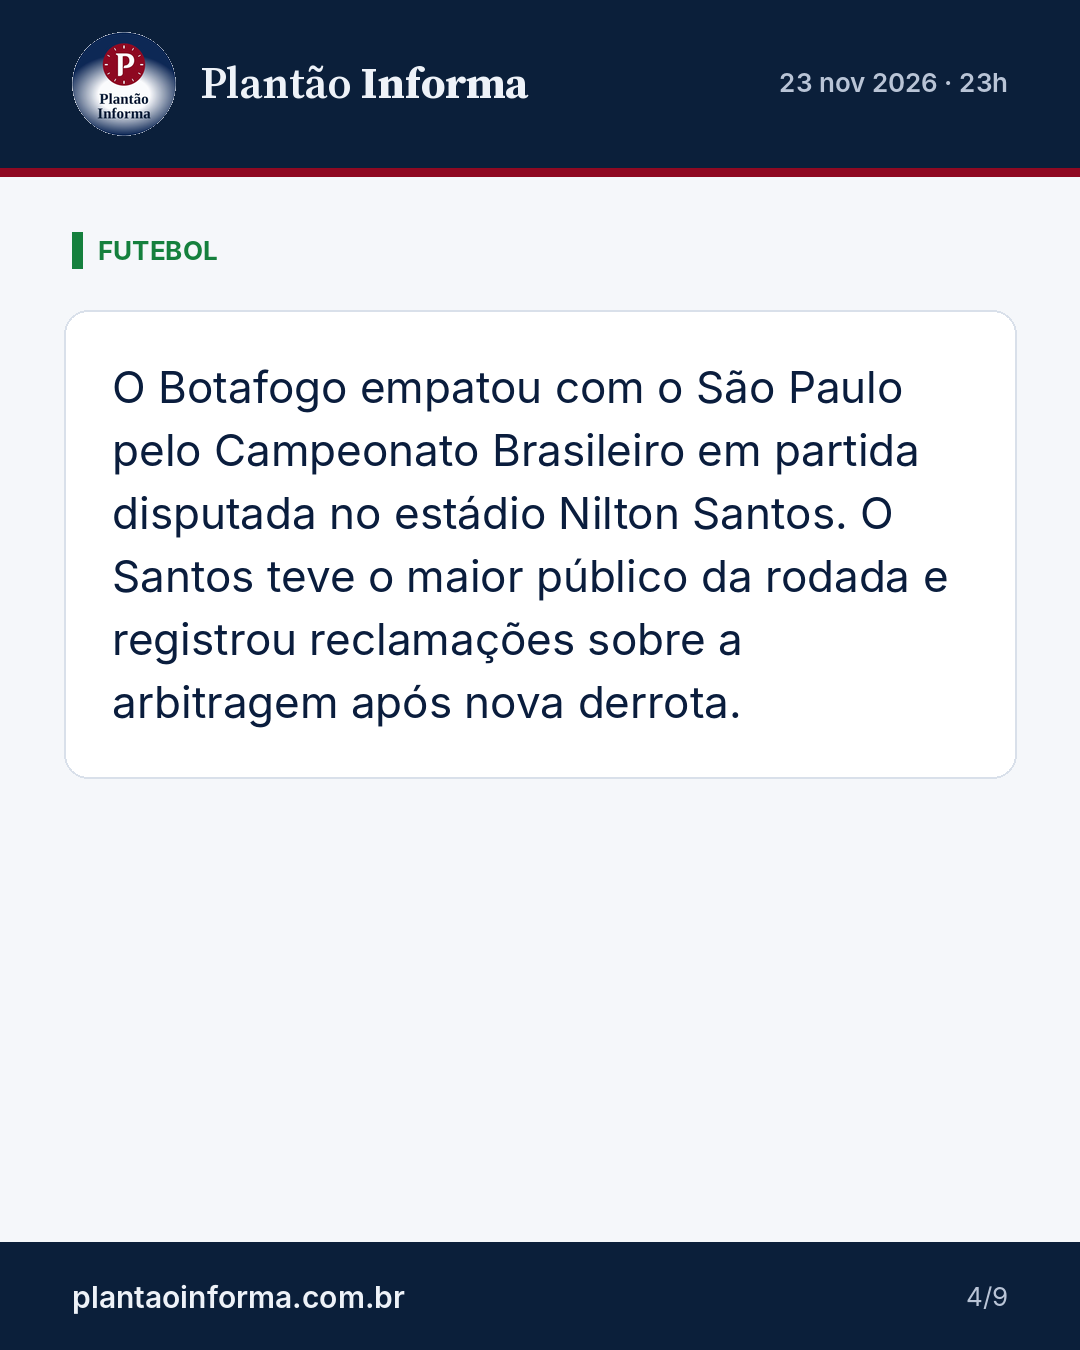 P
Plantão
Informa
Plantão Informa
23 nov 2026 · 23h
FUTEBOL
O Botafogo empatou com o São Paulo
pelo Campeonato Brasileiro em partida
disputada no estádio Nilton Santos. O
Santos teve o maior público da rodada e
registrou reclamações sobre a
arbitragem após nova derrota.
plantaoinforma.com.br
4/9